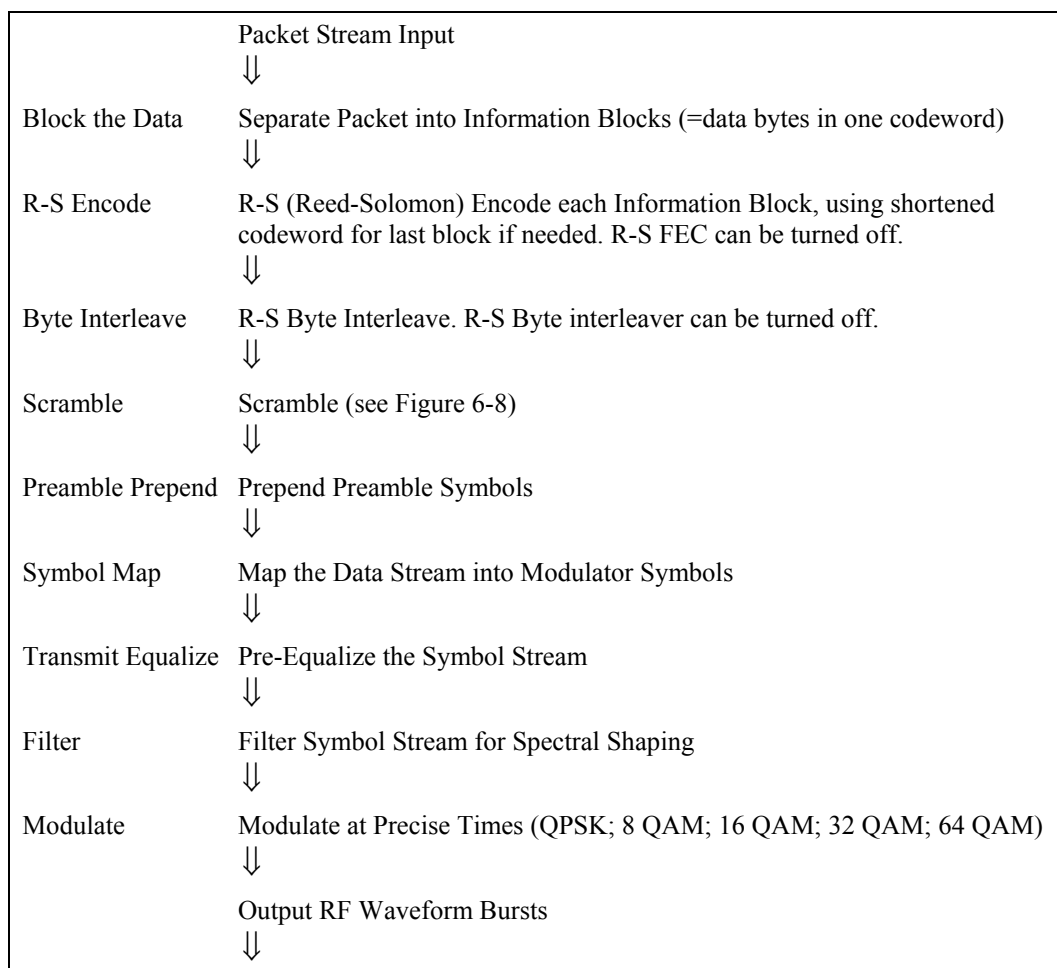 Packet Stream Input
⇓
Block the Data Separate Packet into Information Blocks (=data bytes in one codeword)
⇓
R-S Encode R-S (Reed-Solomon) Encode each Information Block, using shortened
codeword for last block if needed. R-S FEC can be turned off.
⇓
Byte Interleave R-S Byte Interleave. R-S Byte interleaver can be turned off.
⇓
Scramble Scramble (see Figure 6-8)
⇓
Preamble Prepend Prepend Preamble Symbols
⇓
Symbol Map Map the Data Stream into Modulator Symbols
⇓
Transmit Equalize Pre-Equalize the Symbol Stream
⇓
Filter Filter Symbol Stream for Spectral Shaping
⇓
Modulate Modulate at Precise Times (QPSK; 8 QAM; 16 QAM; 32 QAM; 64 QAM)
⇓
Output RF Waveform Bursts
⇓